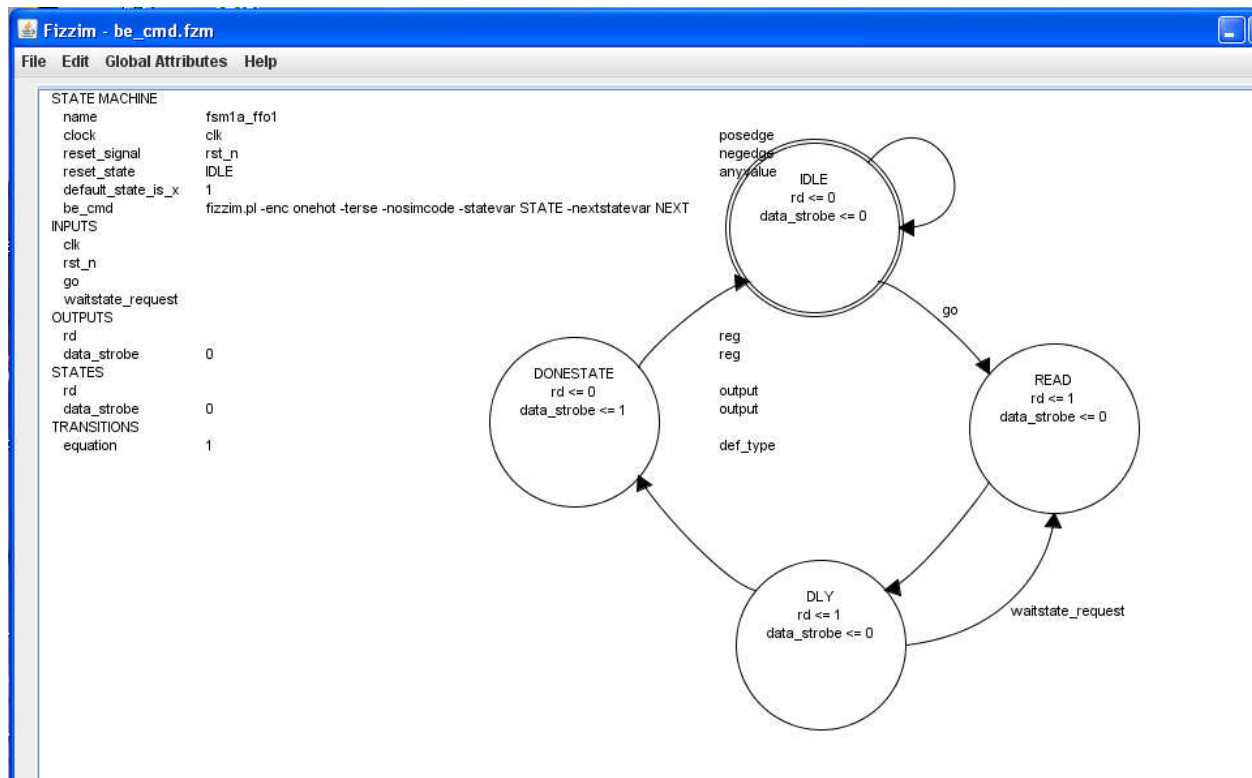 Fizzim - be_cmd.fzm
File Edit Global Attributes Help
STATE MACHINE
name fsm1a_ffo1
clock clk posedge
reset_signal rst_n negedge
reset_state IDLE anyvalue
default_state_is_x 1
be_cmd fizzim.pl -enc onehot -terse -nosimcode -statevar STATE -nextstatevar NEXT
INPUTS
clk
rst_n
go
waitstate_request
OUTPUTS
rd reg
data_strobe 0 reg
STATES
rd output
data_strobe 0 output
TRANSITIONS
equation 1 def_type
IDLE
rd <= 0
data_strobe <= 0
go
DONESTATE
rd <= 0
data_strobe <= 1
READ
rd <= 1
data_strobe <= 0
DLY
rd <= 1
data_strobe <= 0
waitstate_request